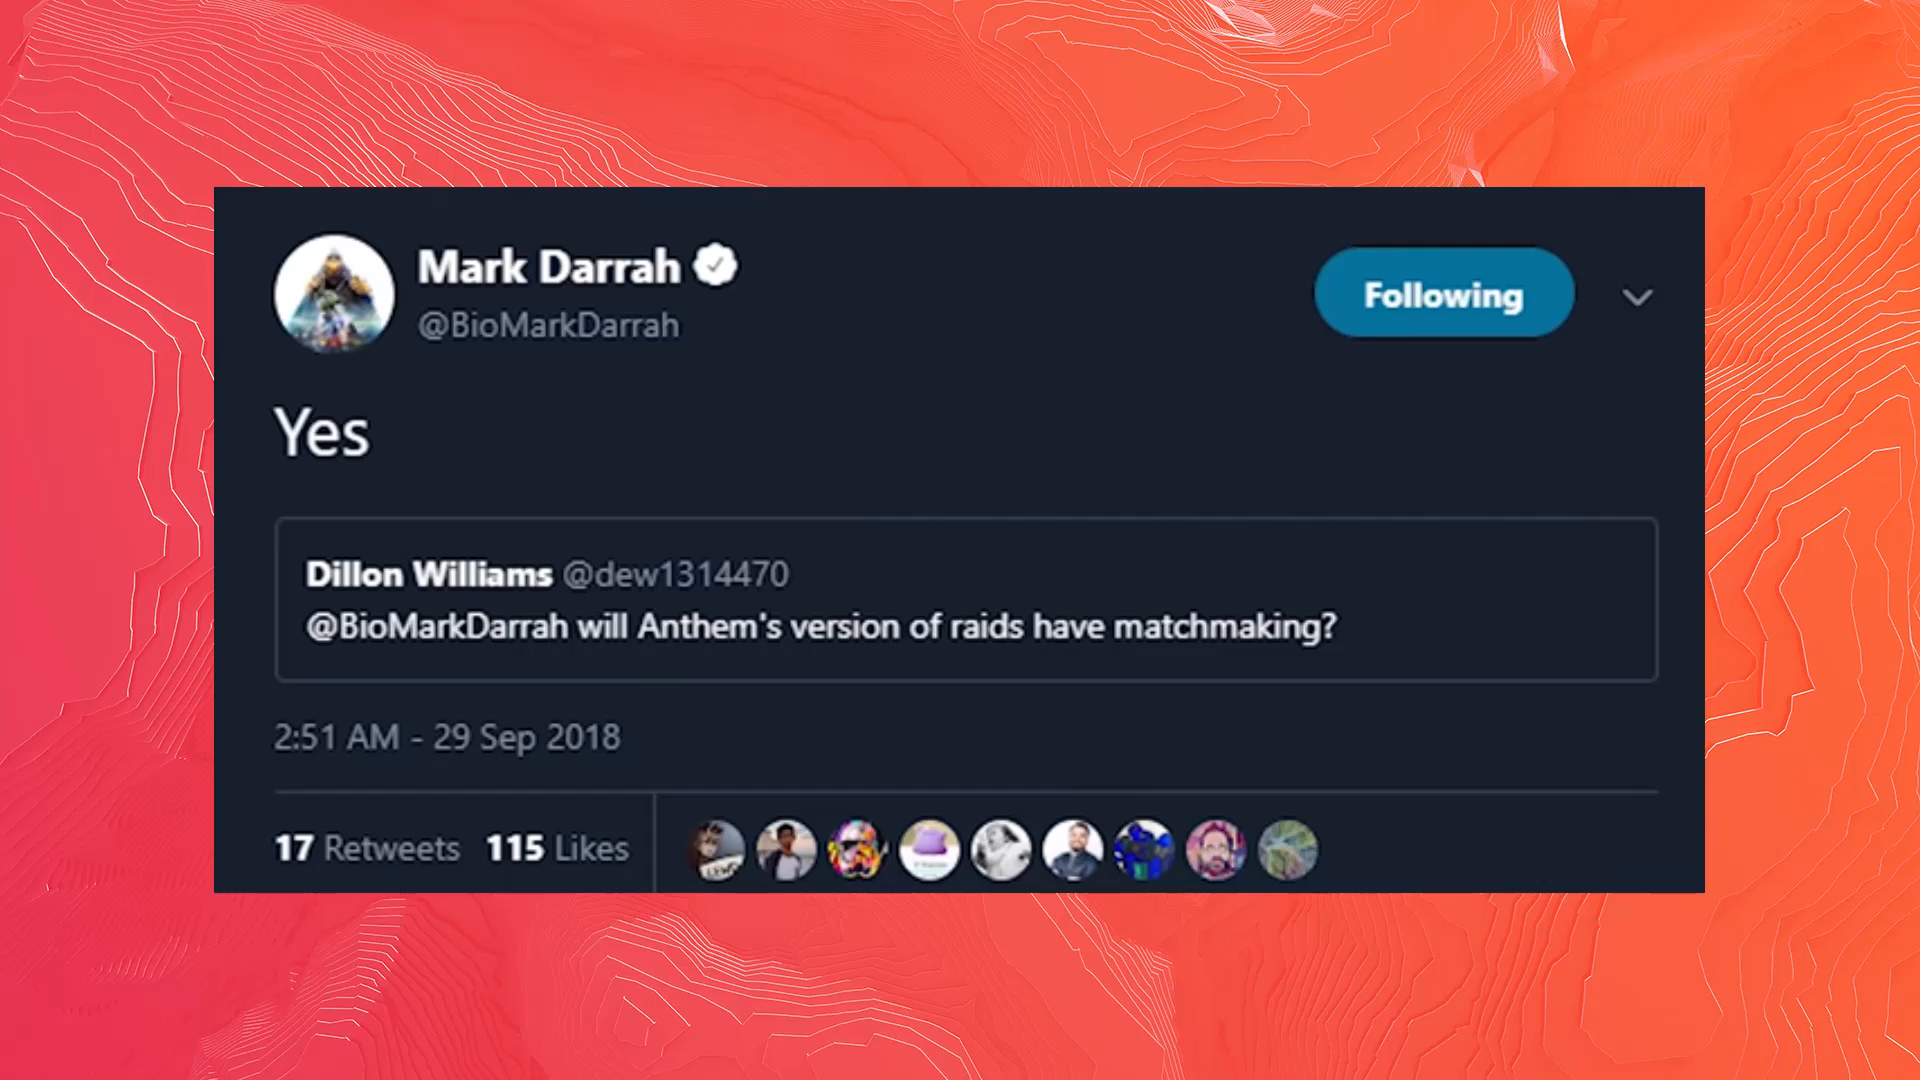 Mark Darrah
@BioMarkDarrah
Following
Yes
Dillon Williams @dew1314470
@BioMarkDarrah will Anthem's version of raids have matchmaking?
2:51 AM - 29 Sep 2018
17 Retweets 115 Likes